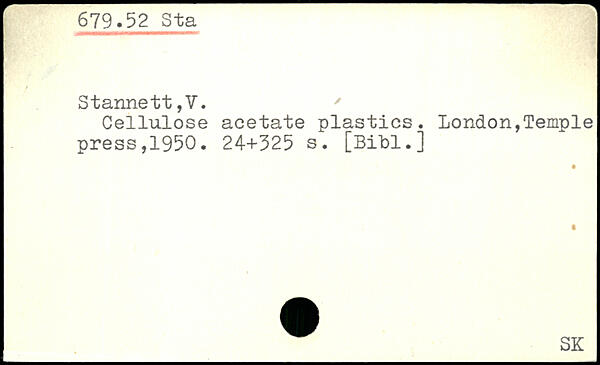 679.52 Sta
Stannett,V.
Cellulose acetate plastics. London,Temple
press,1950. 24+325 s. [Bibl.]
SK